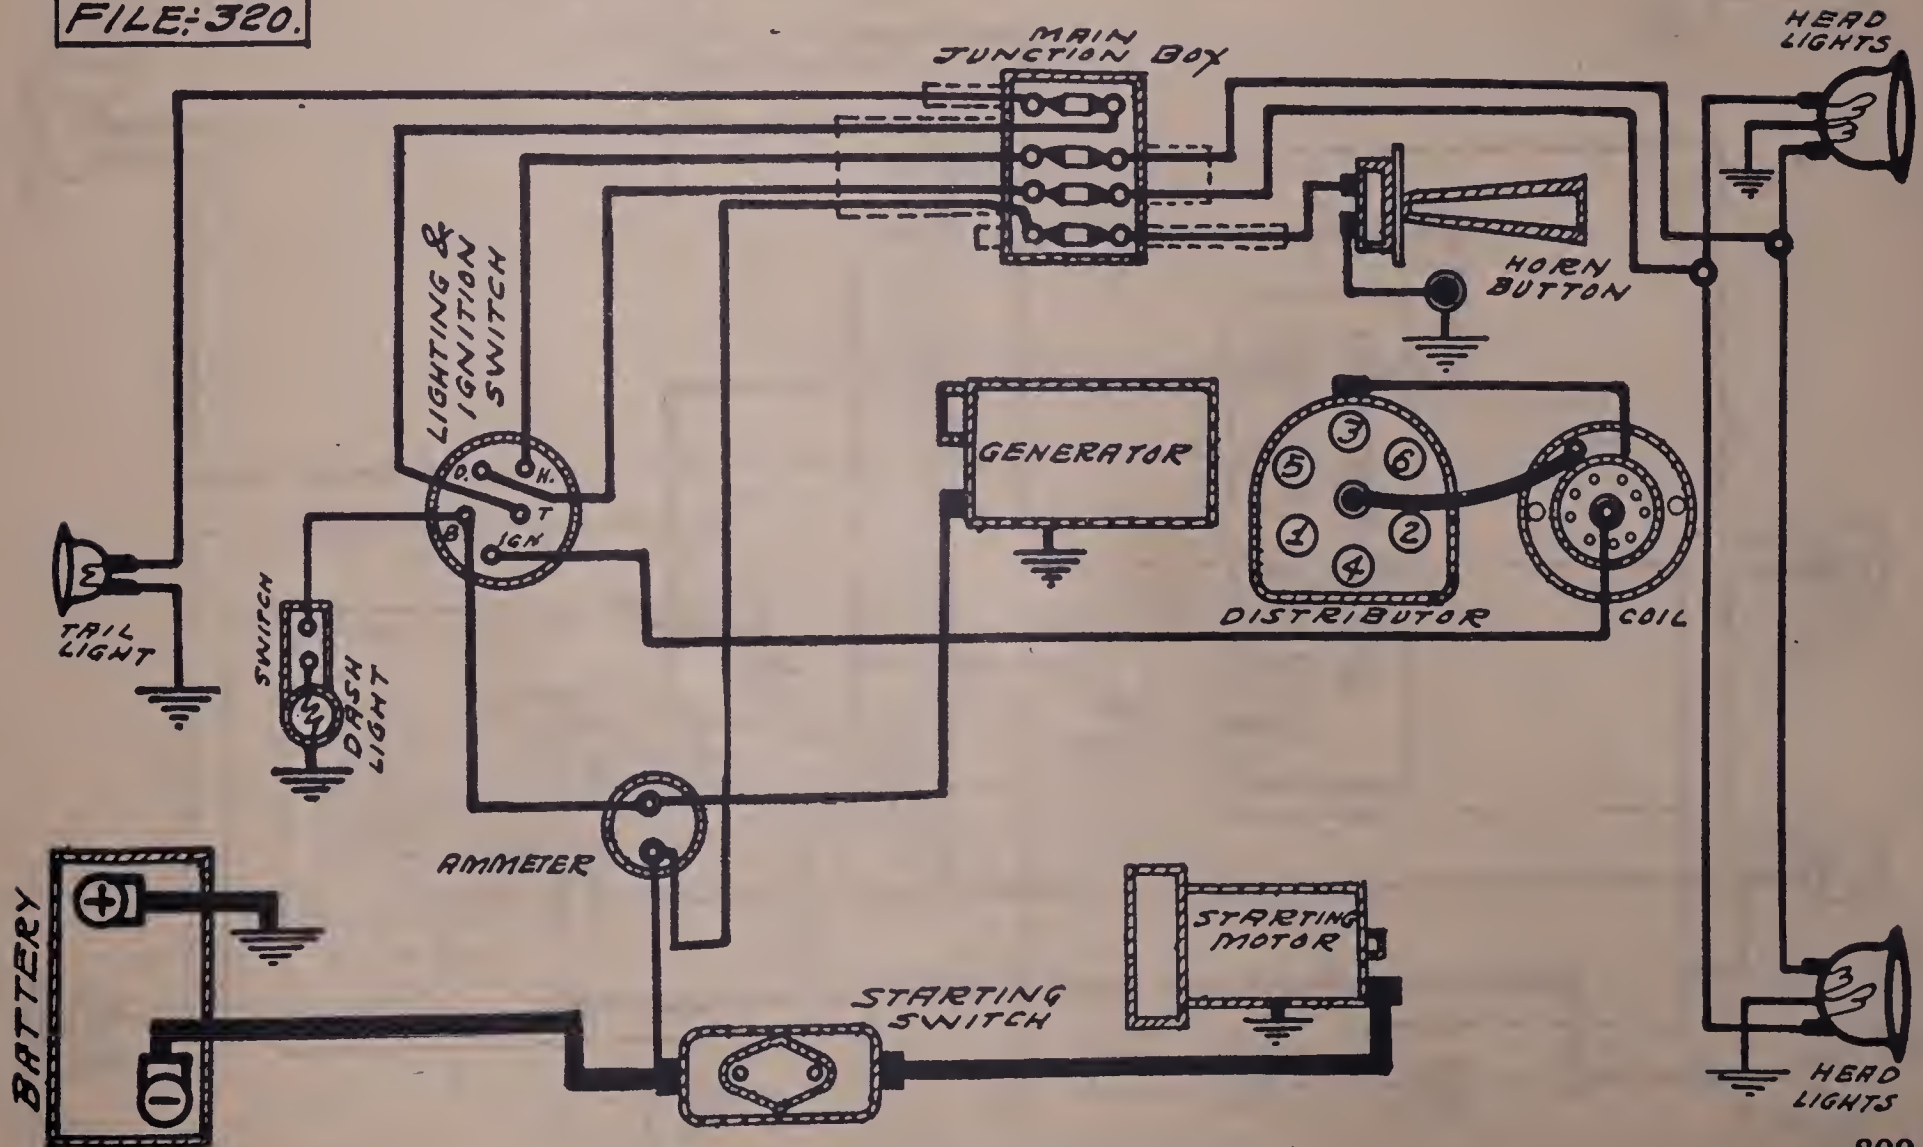 FILE:-320.
MAIN
JUNCTION BOX
HEAD
LIGHTS
LIGHTING &
IGNITION
SWITCH
HORN
BUTTON
D.
H.
T
B
IGN
GENERATOR
3
5
6
1
2
4
DISTRIBUTOR
COIL
TAIL
LIGHT
SWITCH
DASH
LIGHT
AMMETER
BATTERY
+
-
STARTING
MOTOR
STARTING
SWITCH
HEAD
LIGHTS